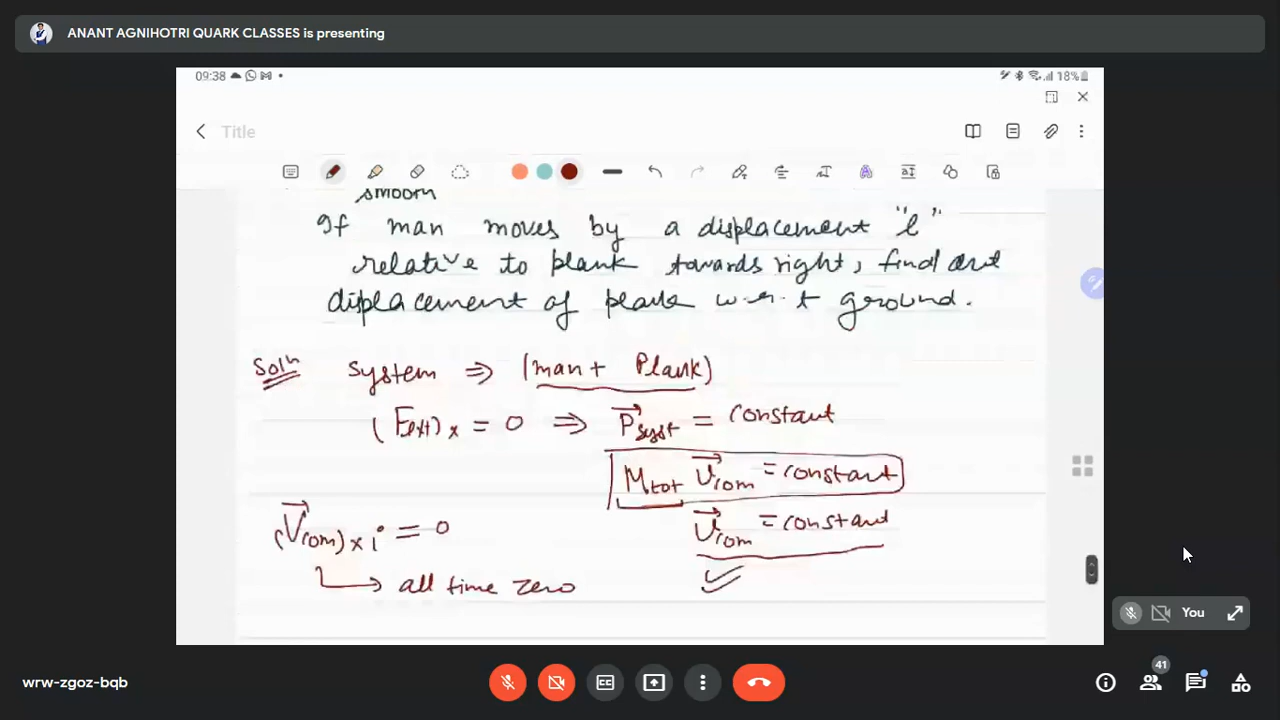 ANANT AGNIHOTRI QUARK CLASSES is presenting
09:38
18%
Title
smooth
If man moves by a displacement "l"
relative to plank towards right, find out
displacement of plank w.r.t ground.
Soln System ⇒ (man + Plank)
(Fext)x = 0 ⇒ P⃗syst = constant
Mtot v⃗com = constant
(V⃗com)xi = 0 v⃗com = constant
↳ all time zero
You
wrw-zgoz-bqb
CC
41